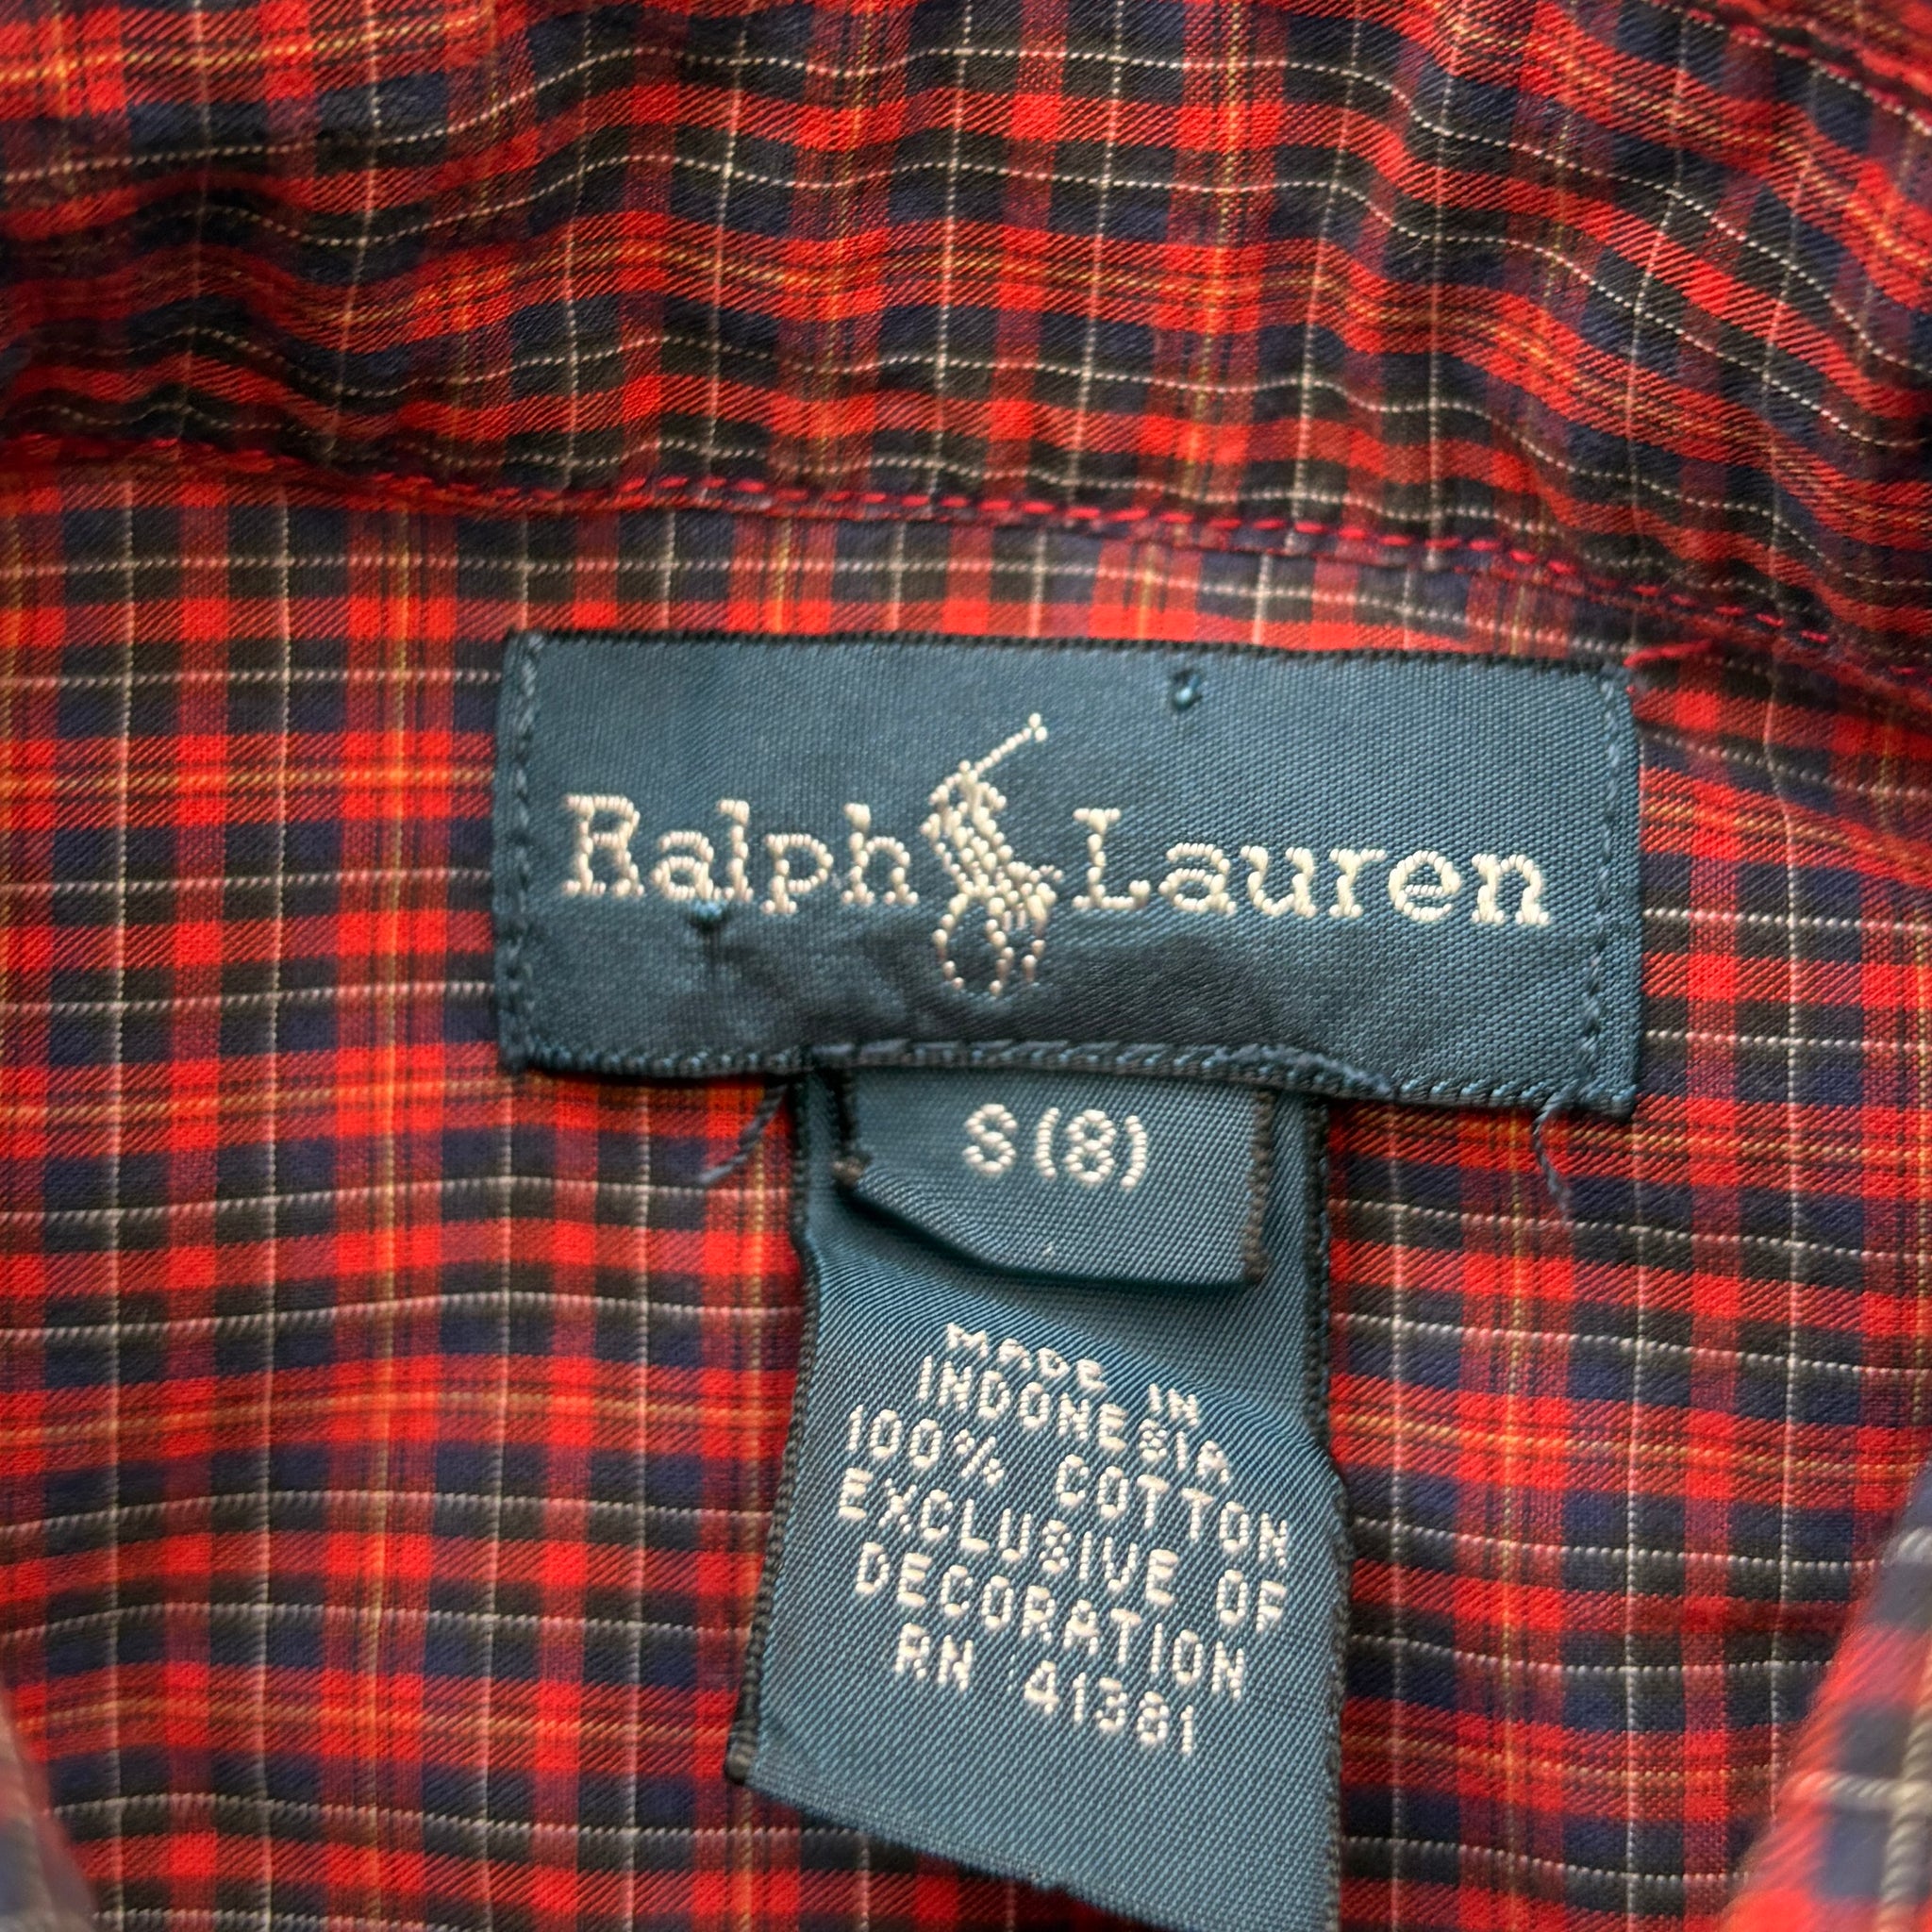 Ralph Lauren
S(8)
MADE IN
INDONESIA
100% COTTON
EXCLUSIVE OF
DECORATION
RN 41381